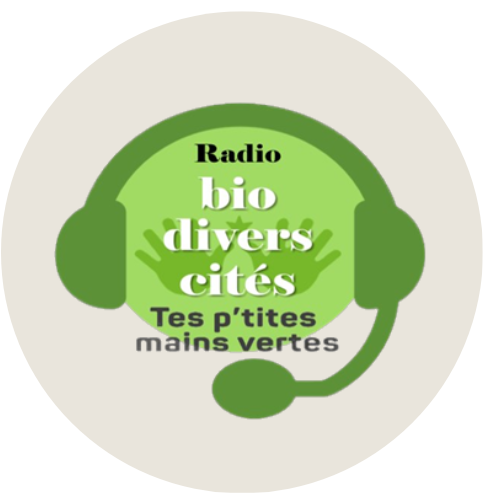 Radio
bio
divers
cités
Tes p'tites
mains vertes